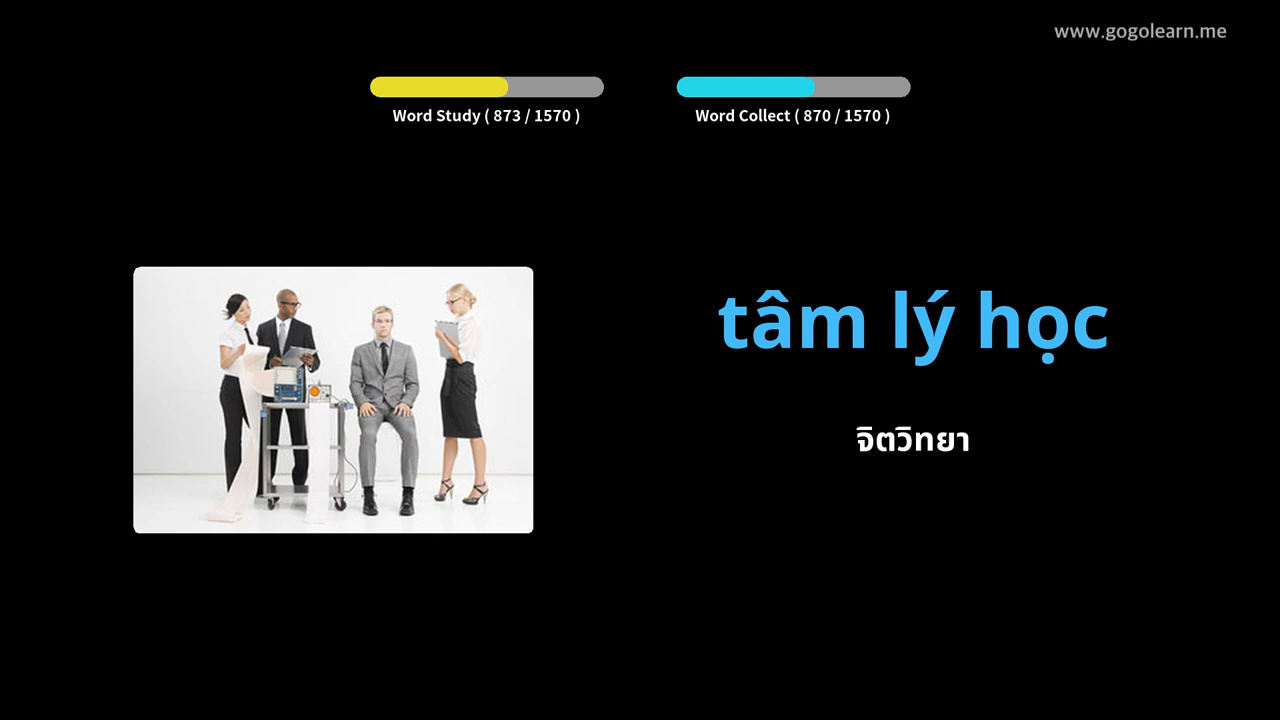 www.gogolearn.me
Word Study ( 873 / 1570 )
Word Collect ( 870 / 1570 )
tâm lý học
จิตวิทยา